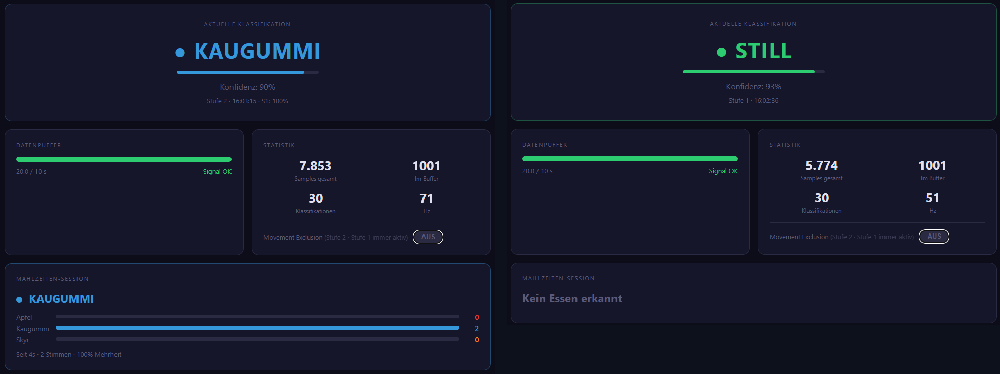 AKTUELLE KLASSIFIKATION
● KAUGUMMI
Konfidenz: 90%
Stufe 2 · 16:03:15 · S1: 100%
DATENPUFFER
20.0 / 10 s
Signal OK
STATISTIK
7.853
Samples gesamt
1001
Im Buffer
30
Klassifikationen
71
Hz
Movement Exclusion (Stufe 2 · Stufe 1 immer aktiv) AUS
MAHLZEITEN-SESSION
● KAUGUMMI
Apfel 0
Kaugummi 2
Skyr 0
Seit 4s · 2 Stimmen · 100% Mehrheit
AKTUELLE KLASSIFIKATION
● STILL
Konfidenz: 93%
Stufe 1 · 16:02:36
DATENPUFFER
20.0 / 10 s
Signal OK
STATISTIK
5.774
Samples gesamt
1001
Im Buffer
30
Klassifikationen
51
Hz
Movement Exclusion (Stufe 2 · Stufe 1 immer aktiv) AUS
MAHLZEITEN-SESSION
Kein Essen erkannt